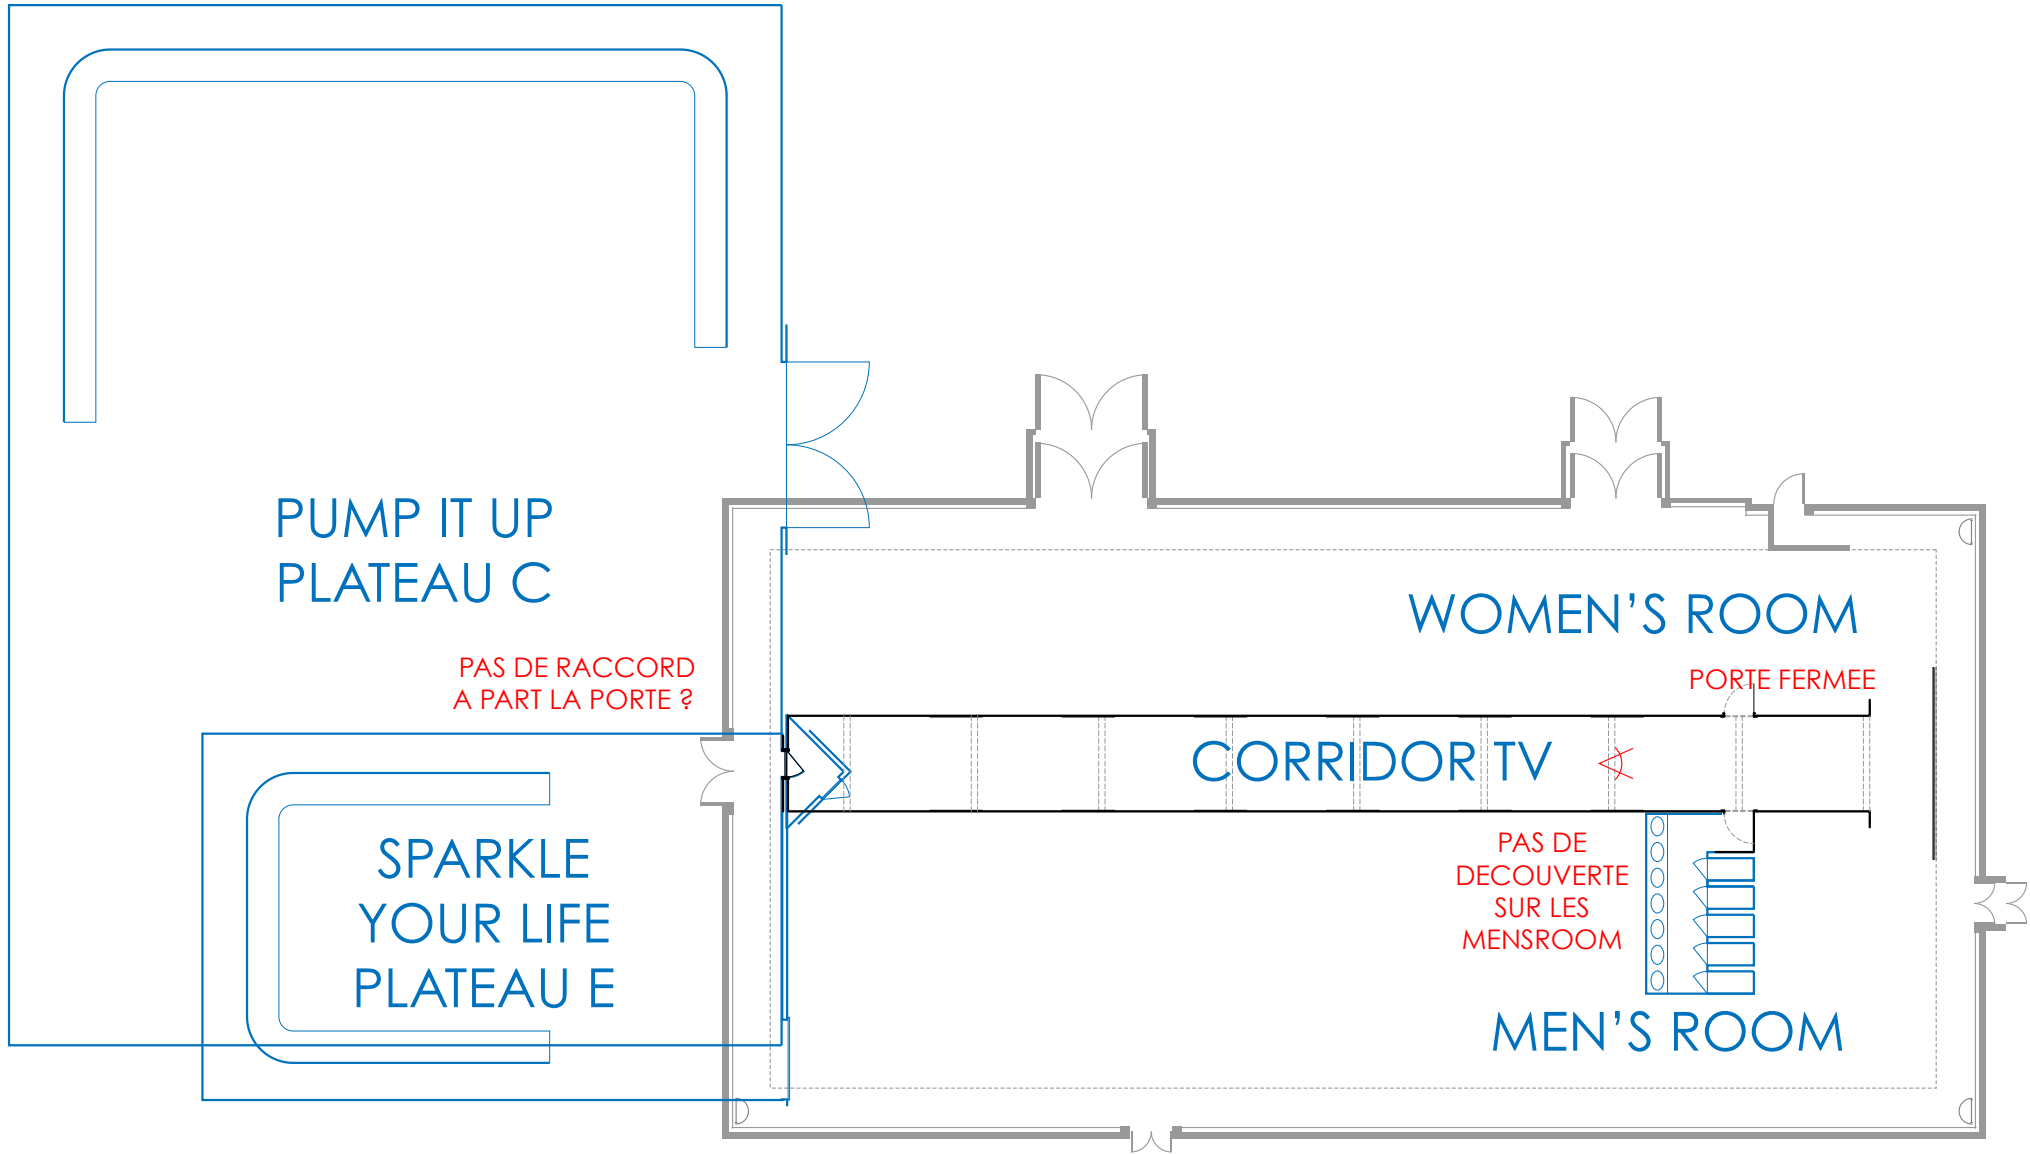 PUMP IT UP
PLATEAU C
PAS DE RACCORD
A PART LA PORTE ?
SPARKLE
YOUR LIFE
PLATEAU E
WOMEN’S ROOM
PORTE FERMEE
CORRIDOR TV
PAS DE
DECOUVERTE
SUR LES
MENSROOM
MEN’S ROOM